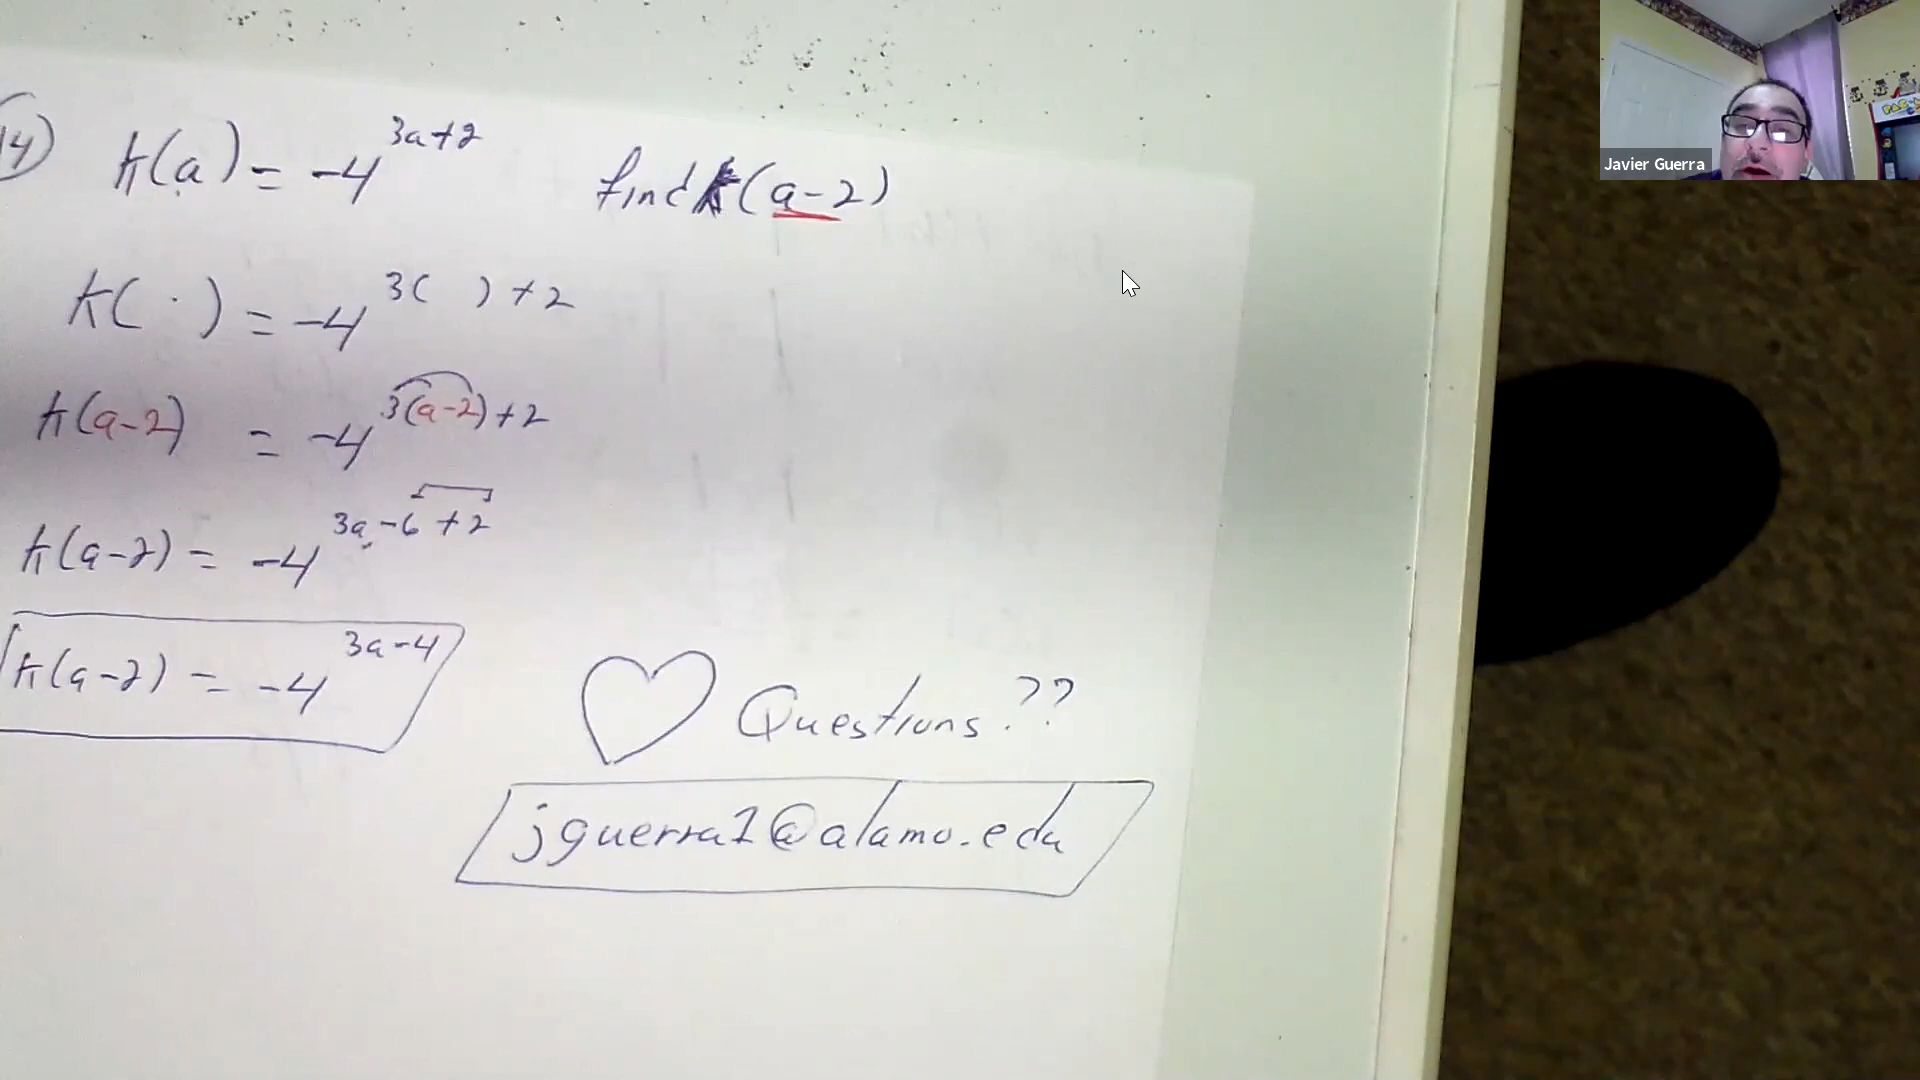 14) k(a) = -4^{3a+2} find k(a-2)
k( · ) = -4^{3( )+2}
k(a-2) = -4^{3(a-2)+2}
k(a-2) = -4^{3a-6+2}
k(a-2) = -4^{3a-4}
♡ Questions??
jguerra1@alamo.edu
Javier Guerra